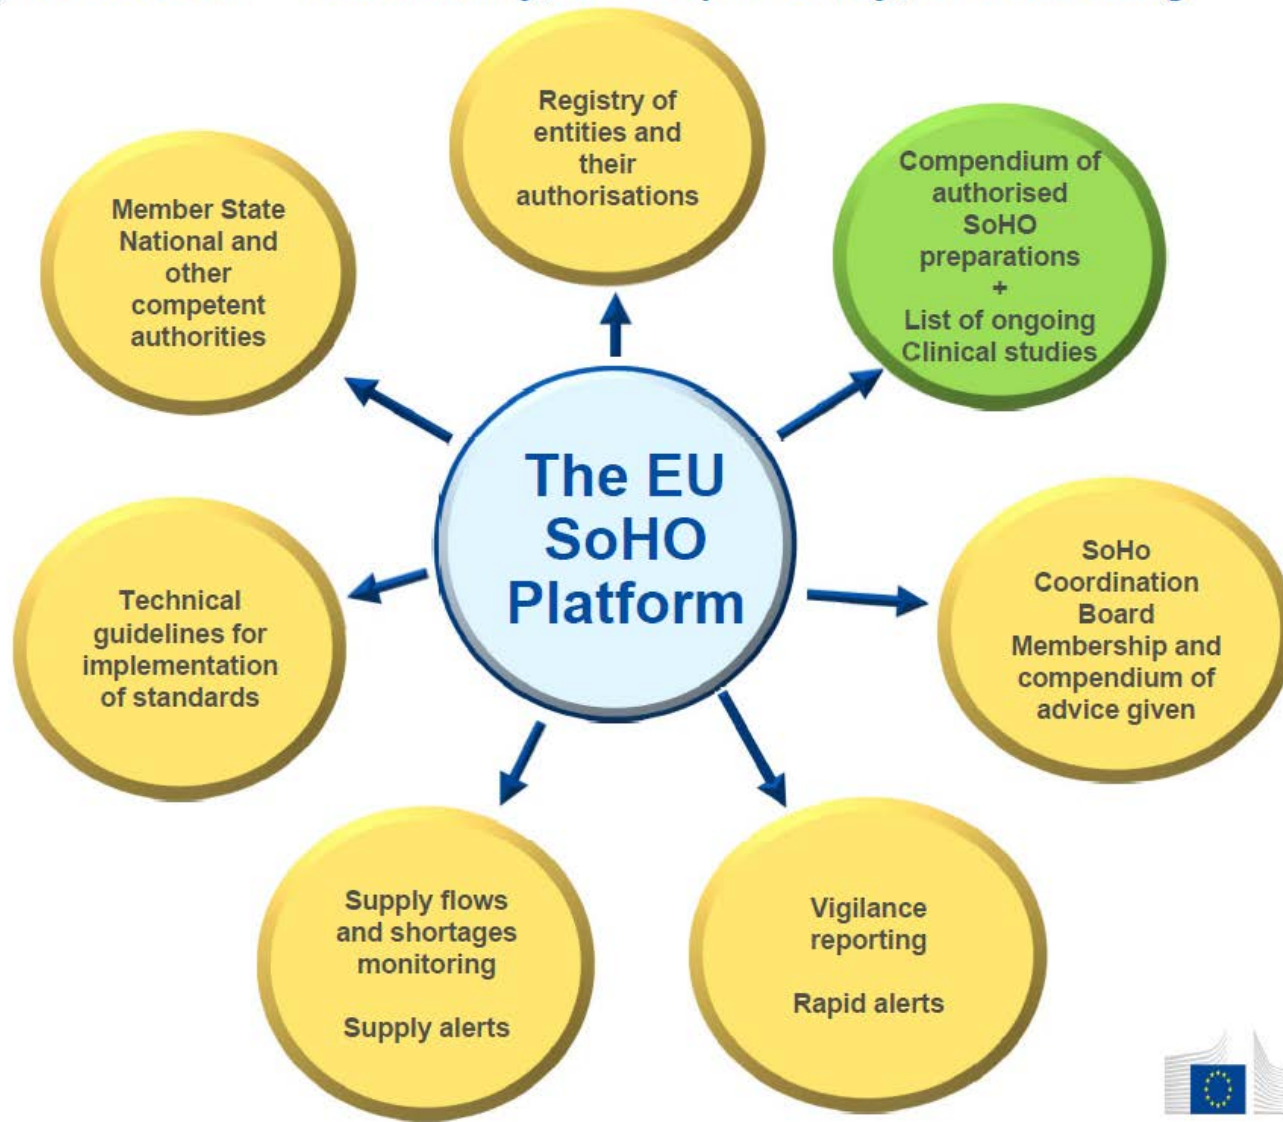 Registry of
entities and
their
authorisations
Compendium of
authorised
SoHO
preparations
+
List of ongoing
Clinical studies
Member State
National and
other
competent
authorities
The EU
SoHO
Platform
SoHo
Coordination
Board
Membership and
compendium of
advice given
Technical
guidelines for
implementation
of standards
Supply flows
and shortages
monitoring
Supply alerts
Vigilance
reporting
Rapid alerts